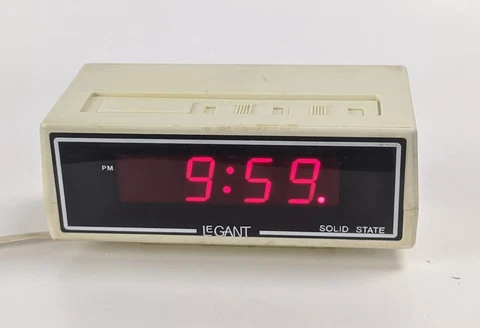 PM
9:59.
LEGANT
SOLID STATE